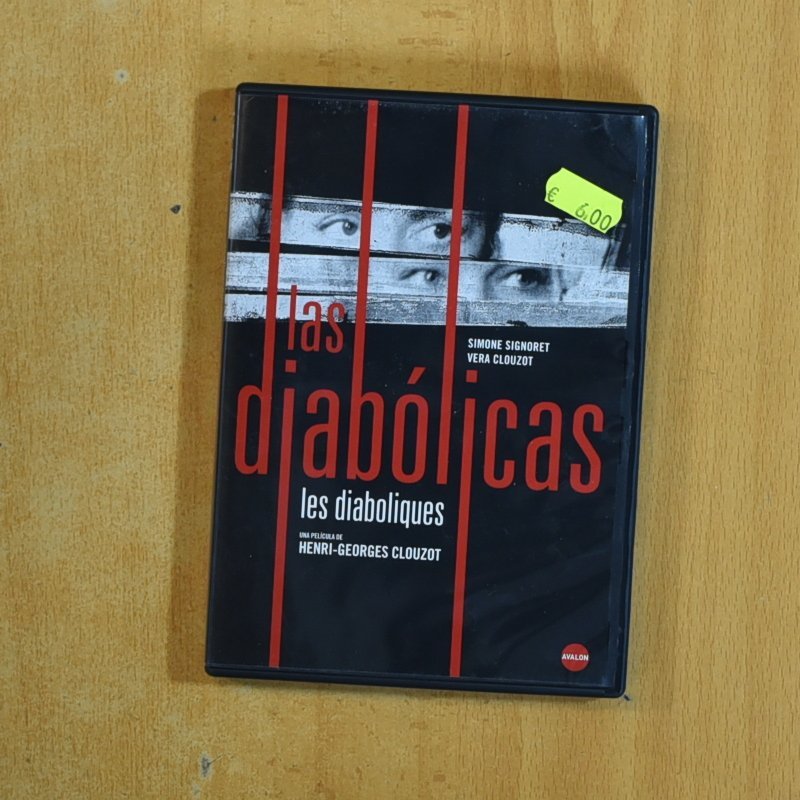 € 6,00
las
diabólicas
SIMONE SIGNORET
VERA CLOUZOT
les diaboliques
UNA PELÍCULA DE
HENRI-GEORGES CLOUZOT
AVALON